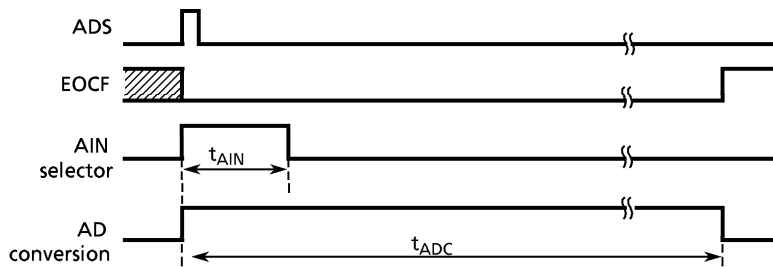 ADS
EOCF
AIN
selector
tAIN
AD
conversion
tADC